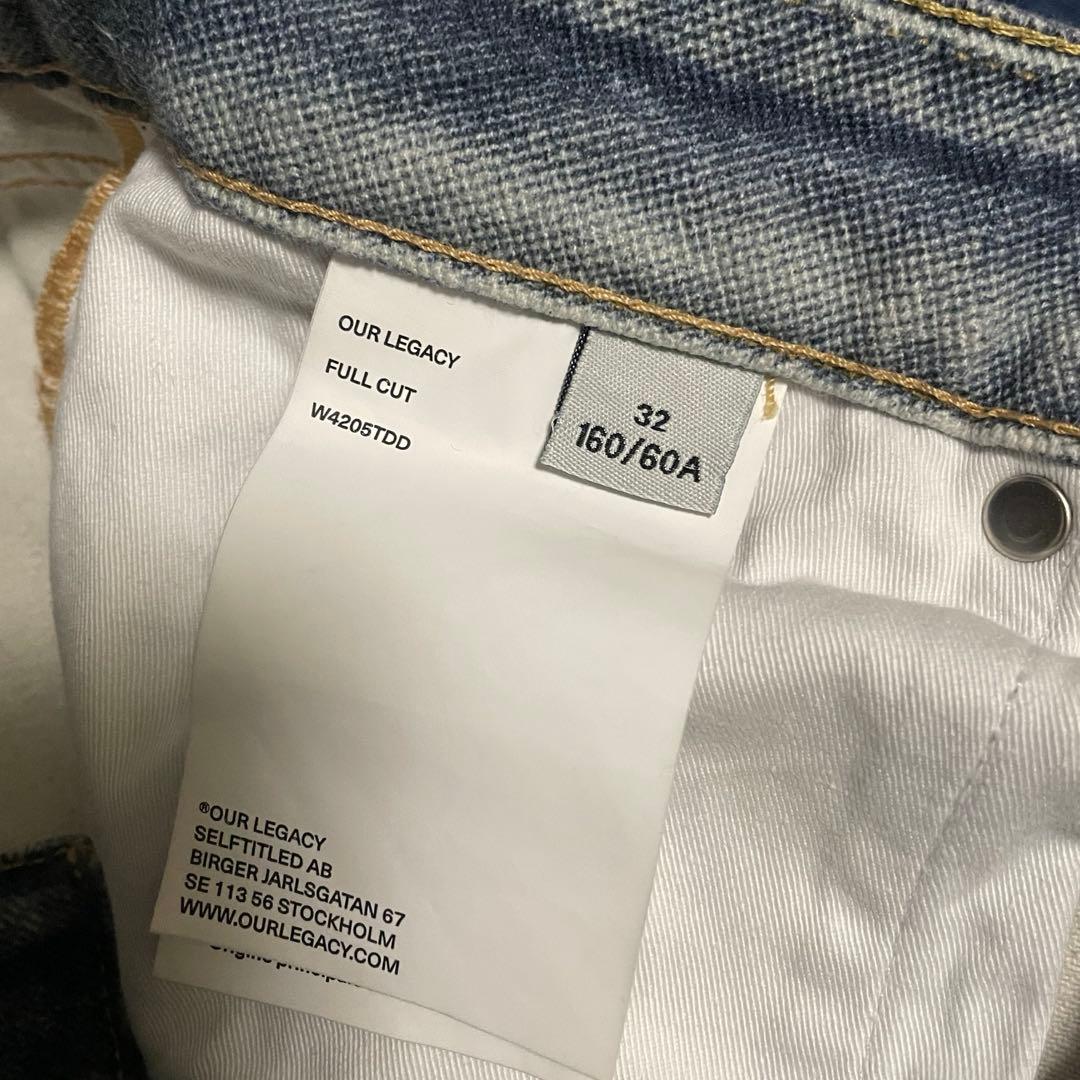 OUR LEGACY
FULL CUT
W4205TDD
32
160/60A
®OUR LEGACY
SELFTITLED AB
BIRGER JARLSGATAN 67
SE 113 56 STOCKHOLM
WWW.OURLEGACY.COM